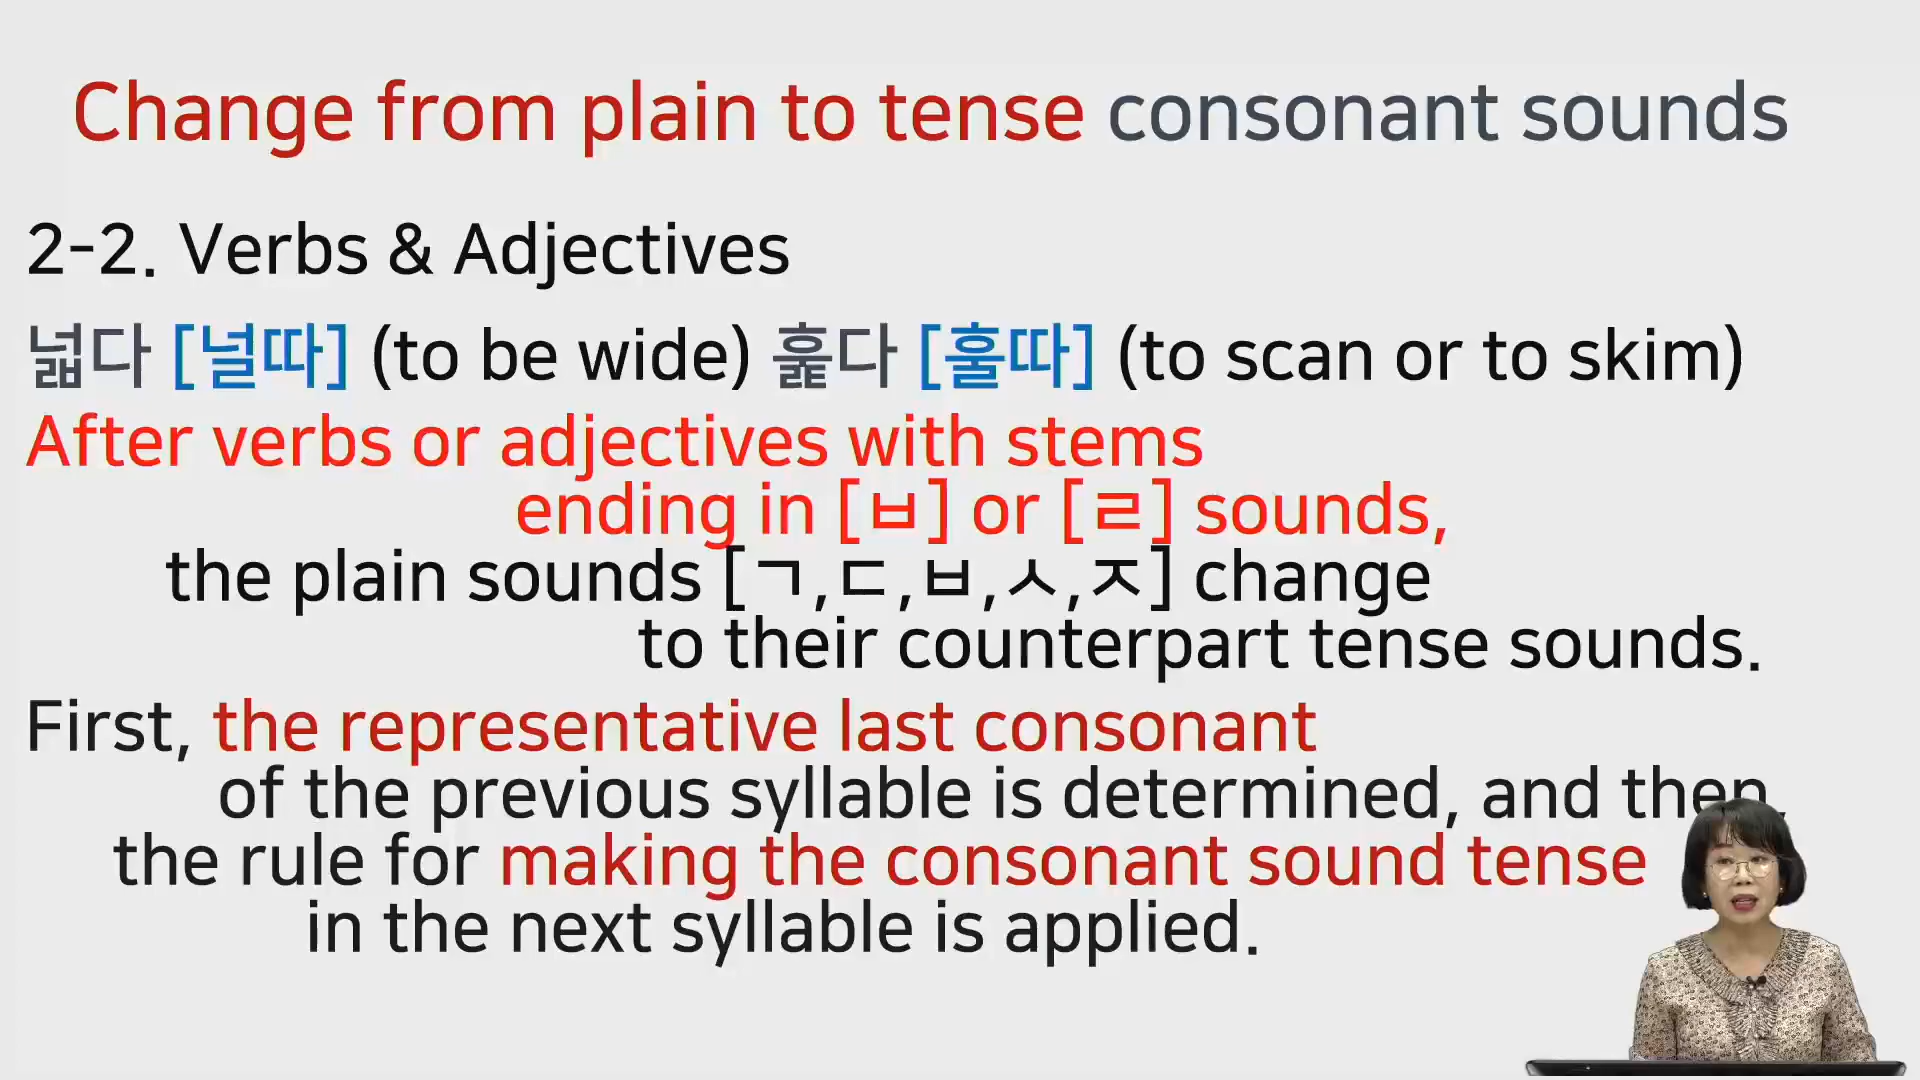 Change from plain to tense consonant sounds
2-2. Verbs & Adjectives
넓다 [널따] (to be wide) 훑다 [훌따] (to scan or to skim)
After verbs or adjectives with stems
ending in [ㅂ] or [ㄹ] sounds,
the plain sounds [ㄱ,ㄷ,ㅂ,ㅅ,ㅈ] change
to their counterpart tense sounds.
First, the representative last consonant
of the previous syllable is determined, and then,
the rule for making the consonant sound tense
in the next syllable is applied.